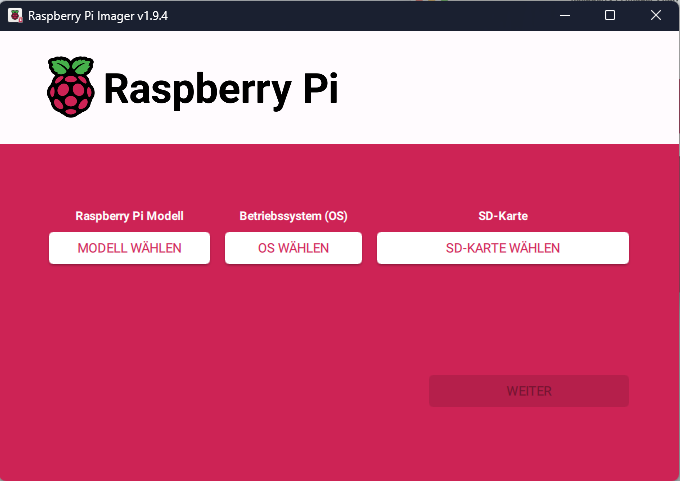 Raspberry Pi Imager v1.9.4
Raspberry Pi
Raspberry Pi Modell
Betriebssystem (OS)
SD-Karte
MODELL WÄHLEN
OS WÄHLEN
SD-KARTE WÄHLEN
WEITER